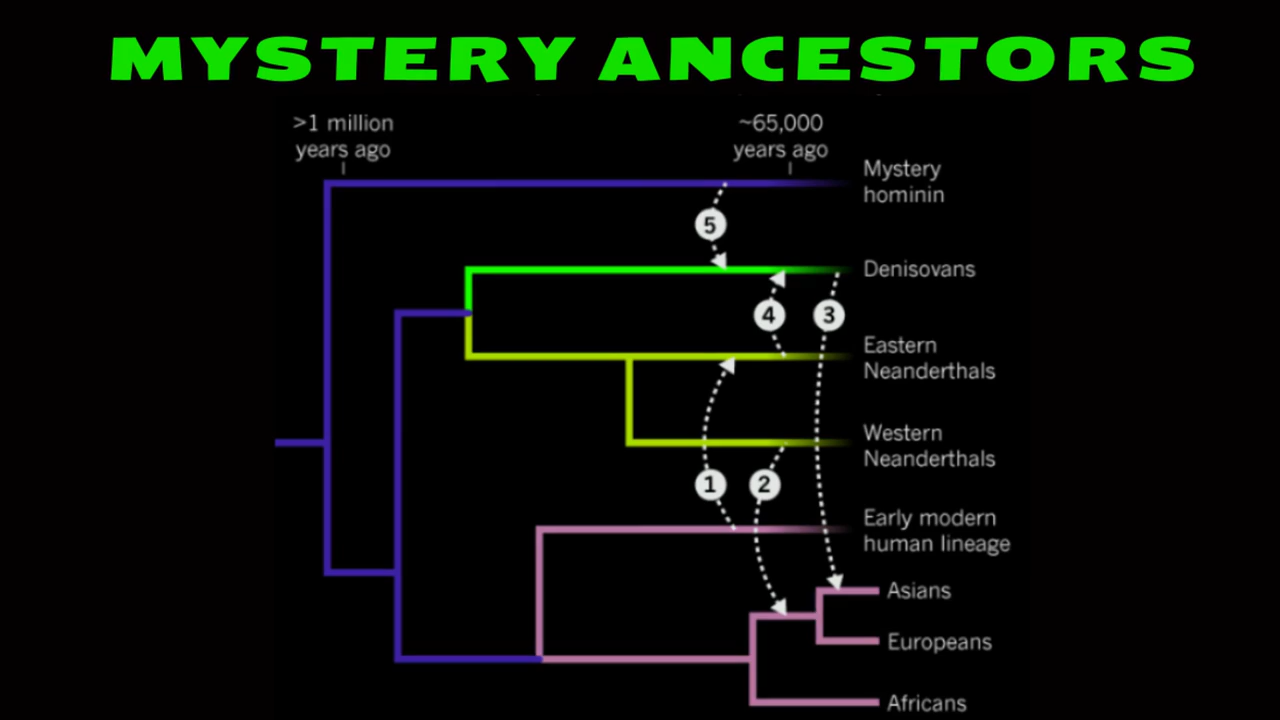 MYSTERY ANCESTORS
>1 million
years ago
~65,000
years ago
Mystery
hominin
5
Denisovans
4
3
Eastern
Neanderthals
Western
Neanderthals
1
2
Early modern
human lineage
Asians
Europeans
Africans